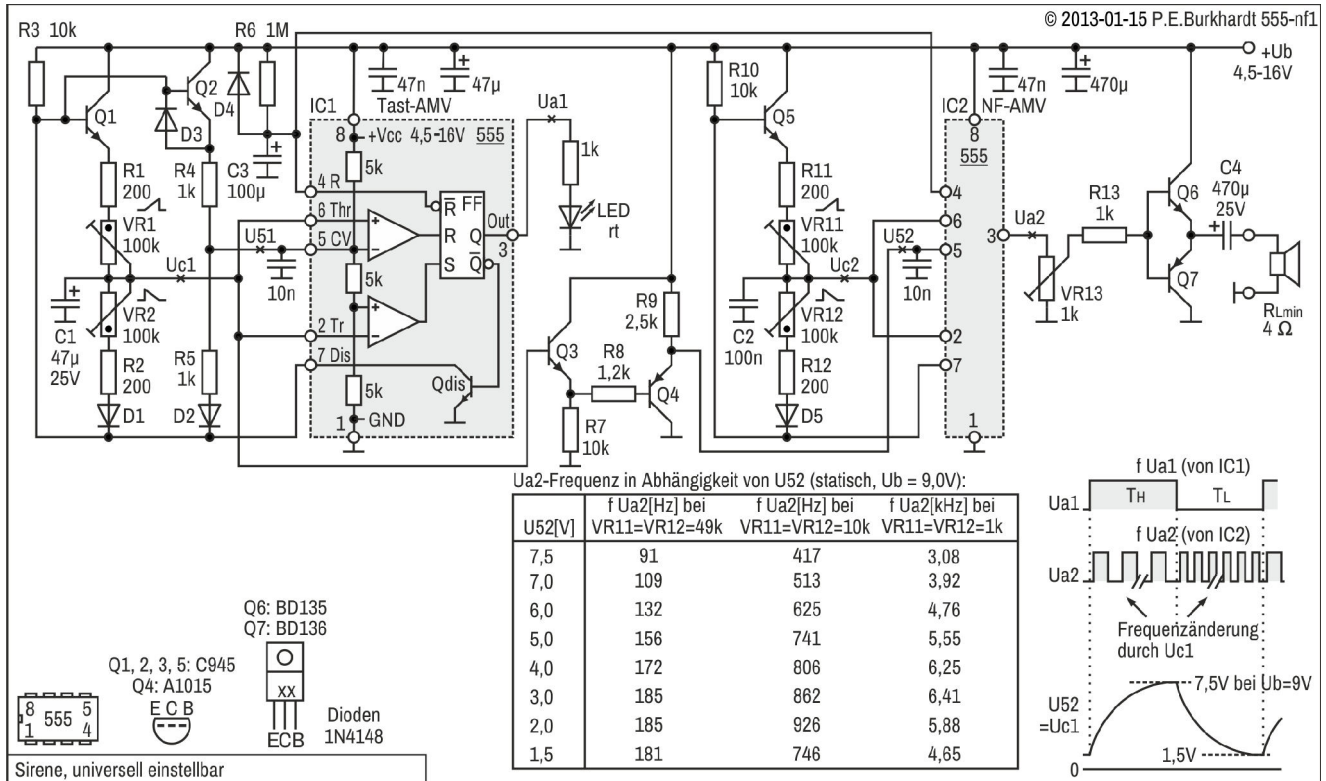 © 2013-01-15 P.E.Burkhardt 555-nf1
R3 10k
R6 1M
+Ub
4,5-16V
Q1
Q2
D3
D4
47n
47µ
+
IC1
Tast-AMV
8
+Vcc 4,5-16V 555
5k
Ua1
1k
LED
rt
R10
10k
Q5
47n
470µ
+
IC2
NF-AMV
8
555
R1
200
VR1
100k
R4
1k
C3
100µ
+
4 R
6 Thr
5 CV
2 Tr
7 Dis
R̅ F̅F̅
R Q
S Q̅
Out
3
5k
5k
Qdis
GND
1
Uc1
U51
10n
C1
47µ
25V
+
VR2
100k
R2
200
D1
R5
1k
D2
Q3
R7
10k
R8
1,2k
R9
2,5k
Q4
R11
200
VR11
100k
Uc2
U52
10n
C2
100n
VR12
100k
R12
200
D5
4
6
5
2
7
1
3
Ua2
VR13
1k
R13
1k
Q6
Q7
C4
470µ
25V
+
RLmin
4 Ω
Ua2-Frequenz in Abhängigkeit von U52 (statisch, Ub = 9,0V):
U52[V] f Ua2[Hz] bei VR11=VR12=49k f Ua2[Hz] bei VR11=VR12=10k f Ua2[kHz] bei VR11=VR12=1k
7,5 91 417 3,08
7,0 109 513 3,92
6,0 132 625 4,76
5,0 156 741 5,55
4,0 172 806 6,25
3,0 185 862 6,41
2,0 185 926 5,88
1,5 181 746 4,65
f Ua1 (von IC1)
Ua1 TH TL
f Ua2 (von IC2)
Ua2
Frequenzänderung
durch Uc1
7,5V bei Ub=9V
U52
=Uc1
1,5V
0
Q6: BD135
Q7: BD136
xx
ECB
Q1, 2, 3, 5: C945
Q4: A1015
E C B
Dioden
1N4148
8 5
555
1 4
Sirene, universell einstellbar